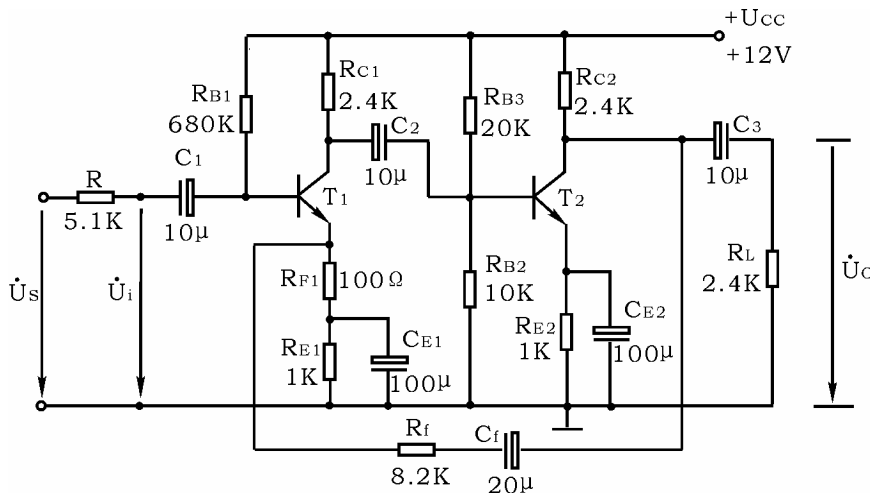 +UCC
+12V
RB1
680K
RC1
2.4K
C2
10μ
RB3
20K
RC2
2.4K
C3
10μ
R
5.1K
C1
10μ
T1
T2
U̇S
U̇i
RF1
100Ω
RB2
10K
RL
2.4K
U̇O
RE1
1K
CE1
100μ
RE2
1K
CE2
100μ
Rf
8.2K
Cf
20μ